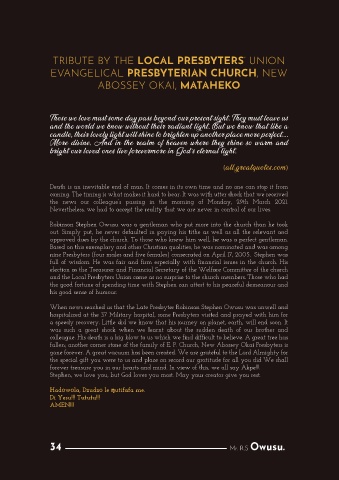 TRIBUTE BY THE LOCAL PRESBYTERS' UNION
EVANGELICAL PRESBYTERIAN CHURCH, NEW
ABOSSEY OKAI, MATAHEKO
Those we love most some day pass beyond our present sight. They must leave us
and the world we know without their radiant light. But we know that like a
candle, their lovely light will shine to brighten up another place more perfect...
More divine. And in the realm of heaven where they shine so warm and
bright our loved ones live forevermore in God's eternal light.
(all.greatquotes.com)
Death is an inevitable end of man. It comes in its own time and no one can stop it from
coming. The timing is what makes it hard to bear. It was with utter shock that we received
the news our colleague's passing in the morning of Monday, 29th March 2021.
Nevertheless, we had to accept the reality that we are never in control of our lives.
Robinson Stephen Owusu was a gentleman who put more into the church than he took
out. Simply put, he never defaulted in paying his tithe as well as all the relevant and
approved dues by the church. To those who knew him well, he was a perfect gentleman.
Based on his exemplary and other Christian qualities, he was nominated and was among
nine Presbyters (four males and five females) consecrated on April 17, 2005. Stephen was
full of wisdom. He was fair and firm especially with financial issues in the church. His
election as the Treasurer and Financial Secretary of the Welfare Committee of the church
and the Local Presbyters Union came as no surprise to the church members. Those who had
the good fortune of spending time with Stephen can attest to his peaceful demeanour and
his good sense of humour.
When news reached us that the Late Presbyter Robinson Stephen Owusu was unwell and
hospitalized at the 37 Military hospital, some Presbyters visited and prayed with him for
a speedy recovery. Little did we know that his journey on planet, earth, will end soon. It
was such a great shock when we learnt about the sudden death of our brother and
colleague. His death is a big blow to us which we find difficult to believe. A great tree has
fallen; another corner stone of the family of E. P. Church, New Abossey Okai Presbyters is
gone forever. A great vacuum has been created. We are grateful to the Lord Almighty for
the special gift you were to us and place on record our gratitude for all you did. We shall
forever treasure you in our hearts and mind. In view of this, we all say Akpe!!!
Stephen, we love you, but God loves you most. May your creator give you rest.
AMEN!!!
34 Mr. R.S Owusu.